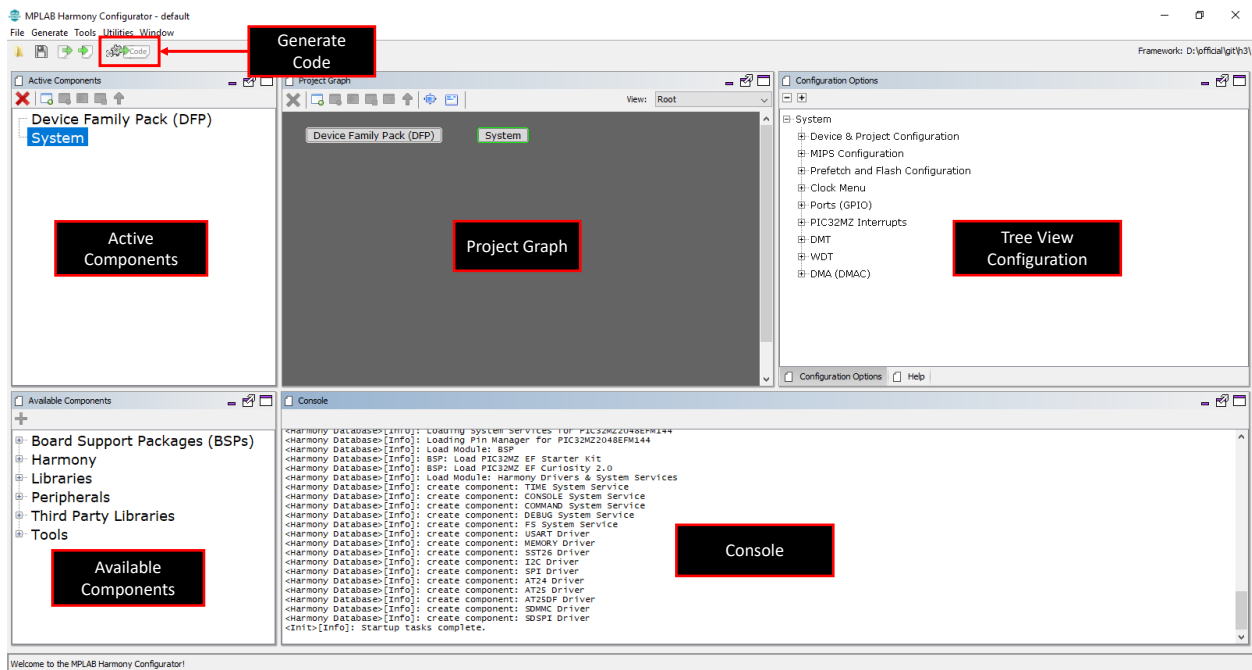 MPLAB Harmony Configurator - default
File Generate Tools Utilities Window
Code
Generate
Code
Framework: D:\official\git\h3\
Active Components
Device Family Pack (DFP)
System
Active
Components
Project Graph
View: Root
Device Family Pack (DFP) System
Project Graph
Configuration Options
System
Device & Project Configuration
MIPS Configuration
Prefetch and Flash Configuration
Clock Menu
Ports (GPIO)
PIC32MZ Interrupts
DMT
WDT
DMA (DMAC)
Tree View
Configuration
Configuration Options Help
Available Components
Board Support Packages (BSPs)
Harmony
Libraries
Peripherals
Third Party Libraries
Tools
Available
Components
Console
<Harmony Database>[Info]: Loading System Services for PIC32MZ2048EFM144
<Harmony Database>[Info]: Loading Pin Manager for PIC32MZ2048EFM144
<Harmony Database>[Info]: Load Module: BSP
<Harmony Database>[Info]: BSP: Load PIC32MZ EF Starter Kit
<Harmony Database>[Info]: BSP: Load PIC32MZ EF Curiosity 2.0
<Harmony Database>[Info]: Load Module: Harmony Drivers & System Services
<Harmony Database>[Info]: create component: TIME System Service
<Harmony Database>[Info]: create component: CONSOLE System Service
<Harmony Database>[Info]: create component: COMMAND System Service
<Harmony Database>[Info]: create component: DEBUG System Service
<Harmony Database>[Info]: create component: FS System Service
<Harmony Database>[Info]: create component: USART Driver
<Harmony Database>[Info]: create component: MEMORY Driver
<Harmony Database>[Info]: create component: SST26 Driver
<Harmony Database>[Info]: create component: I2C Driver
<Harmony Database>[Info]: create component: SPI Driver
<Harmony Database>[Info]: create component: AT24 Driver
<Harmony Database>[Info]: create component: AT25 Driver
<Harmony Database>[Info]: create component: AT25DF Driver
<Harmony Database>[Info]: create component: SDMMC Driver
<Harmony Database>[Info]: create component: SDSPI Driver
<Init>[Info]: Startup tasks complete.
Console
Welcome to the MPLAB Harmony Configurator!